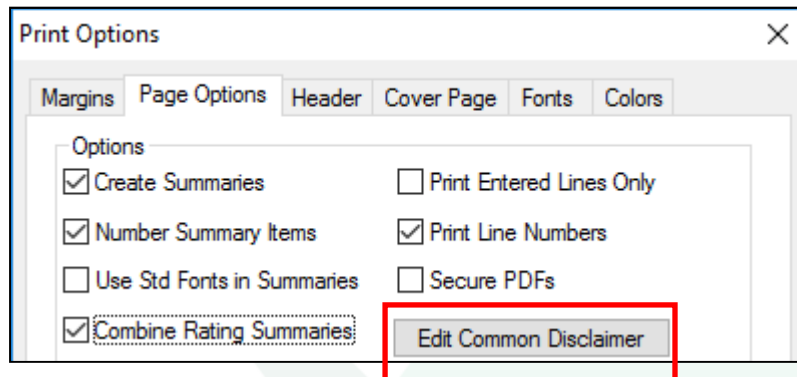 Print Options
Margins Page Options Header Cover Page Fonts Colors
Options
Create Summaries Print Entered Lines Only
Number Summary Items Print Line Numbers
Use Std Fonts in Summaries Secure PDFs
Combine Rating Summaries Edit Common Disclaimer